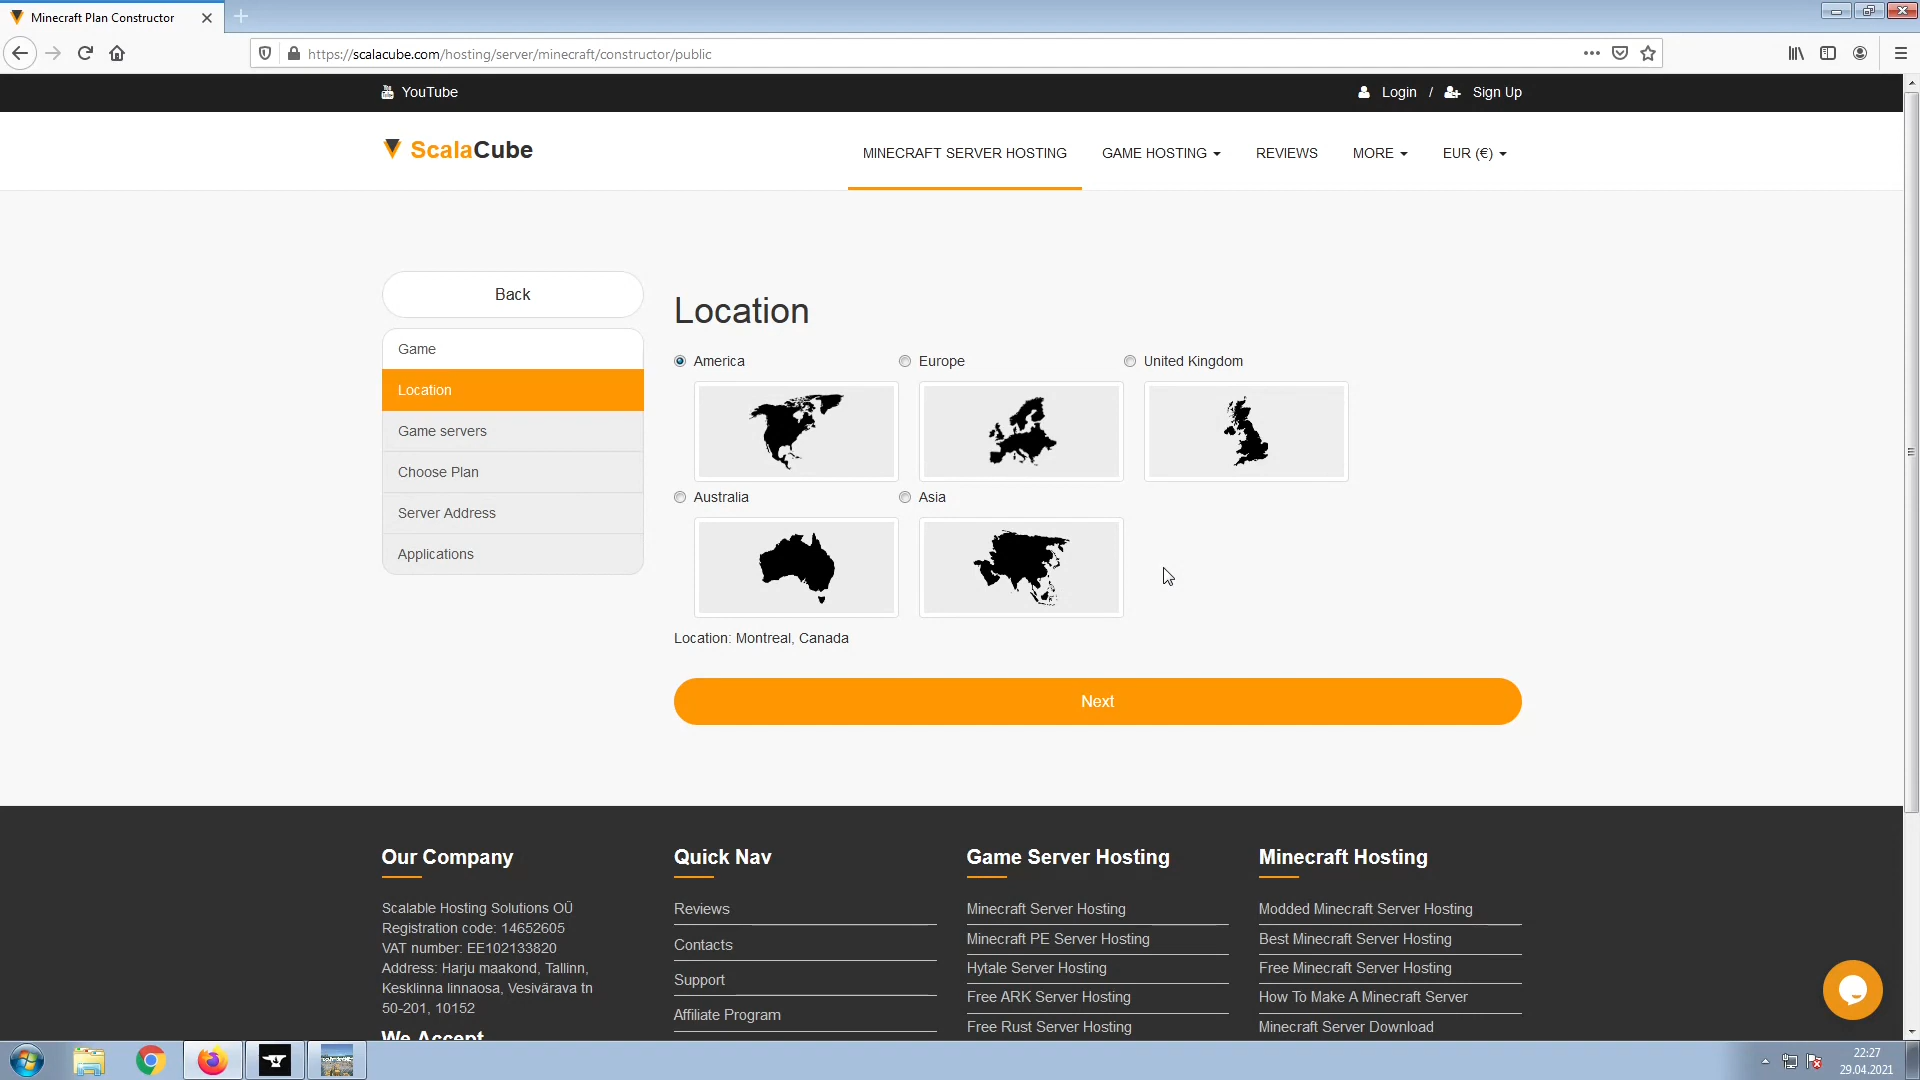 Minecraft Plan Constructor
https://scalacube.com/hosting/server/minecraft/constructor/public
YouTube
Login / Sign Up
ScalaCube
MINECRAFT SERVER HOSTING
GAME HOSTING
REVIEWS
MORE
EUR (€)
Back
Game
Location
Game servers
Choose Plan
Server Address
Applications
Location
America
Europe
United Kingdom
Australia
Asia
Location: Montreal, Canada
Next
Our Company
Scalable Hosting Solutions OÜ
Registration code: 14652605
VAT number: EE102133820
Address: Harju maakond, Tallinn,
Kesklinna linnaosa, Vesivärava tn
50-201, 10152
We Accept
Quick Nav
Reviews
Contacts
Support
Affiliate Program
Game Server Hosting
Minecraft Server Hosting
Minecraft PE Server Hosting
Hytale Server Hosting
Free ARK Server Hosting
Free Rust Server Hosting
Minecraft Hosting
Modded Minecraft Server Hosting
Best Minecraft Server Hosting
Free Minecraft Server Hosting
How To Make A Minecraft Server
Minecraft Server Download
22:27
29.04.2021